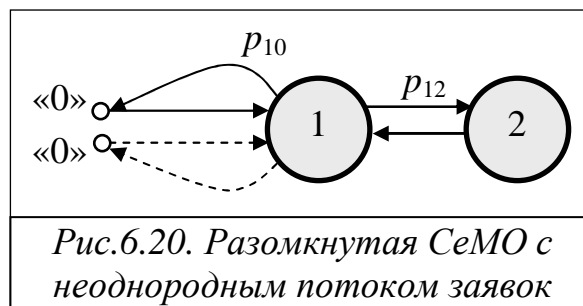 p10
«0»
p12
1
2
«0»
Рис.6.20. Разомкнутая СеМО с
неоднородным потоком заявок